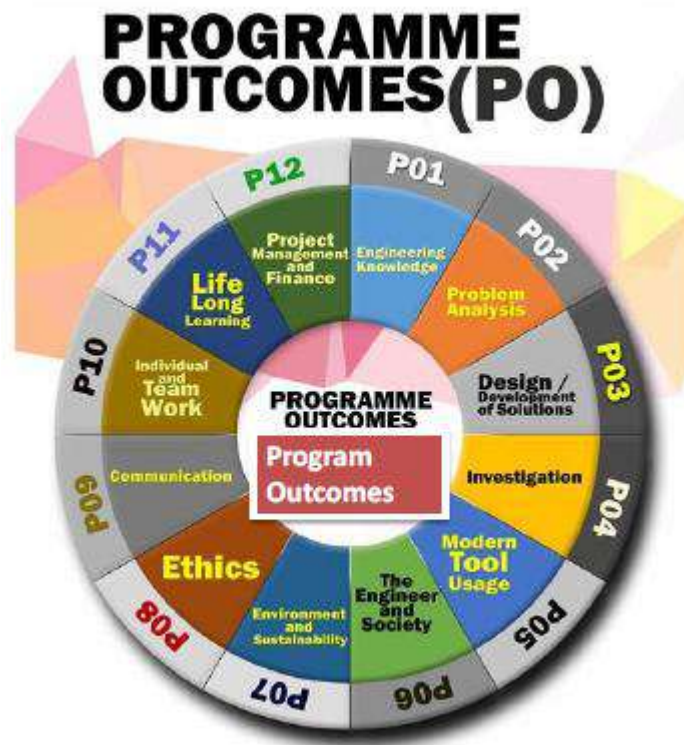 PROGRAMME
OUTCOMES(PO)
P01
Engineering
Knowledge
P02
Problem
Analysis
P03
Design /
Development
of Solutions
P04
Investigation
P05
Modern
Tool
Usage
P06
The
Engineer
and
Society
P07
Environment
and
Sustainability
P08
Ethics
P09
Communication
P10
Individual
and
Team
Work
P11
Life
Long
Learning
P12
Project
Management
and
Finance
PROGRAMME
OUTCOMES
Program
Outcomes